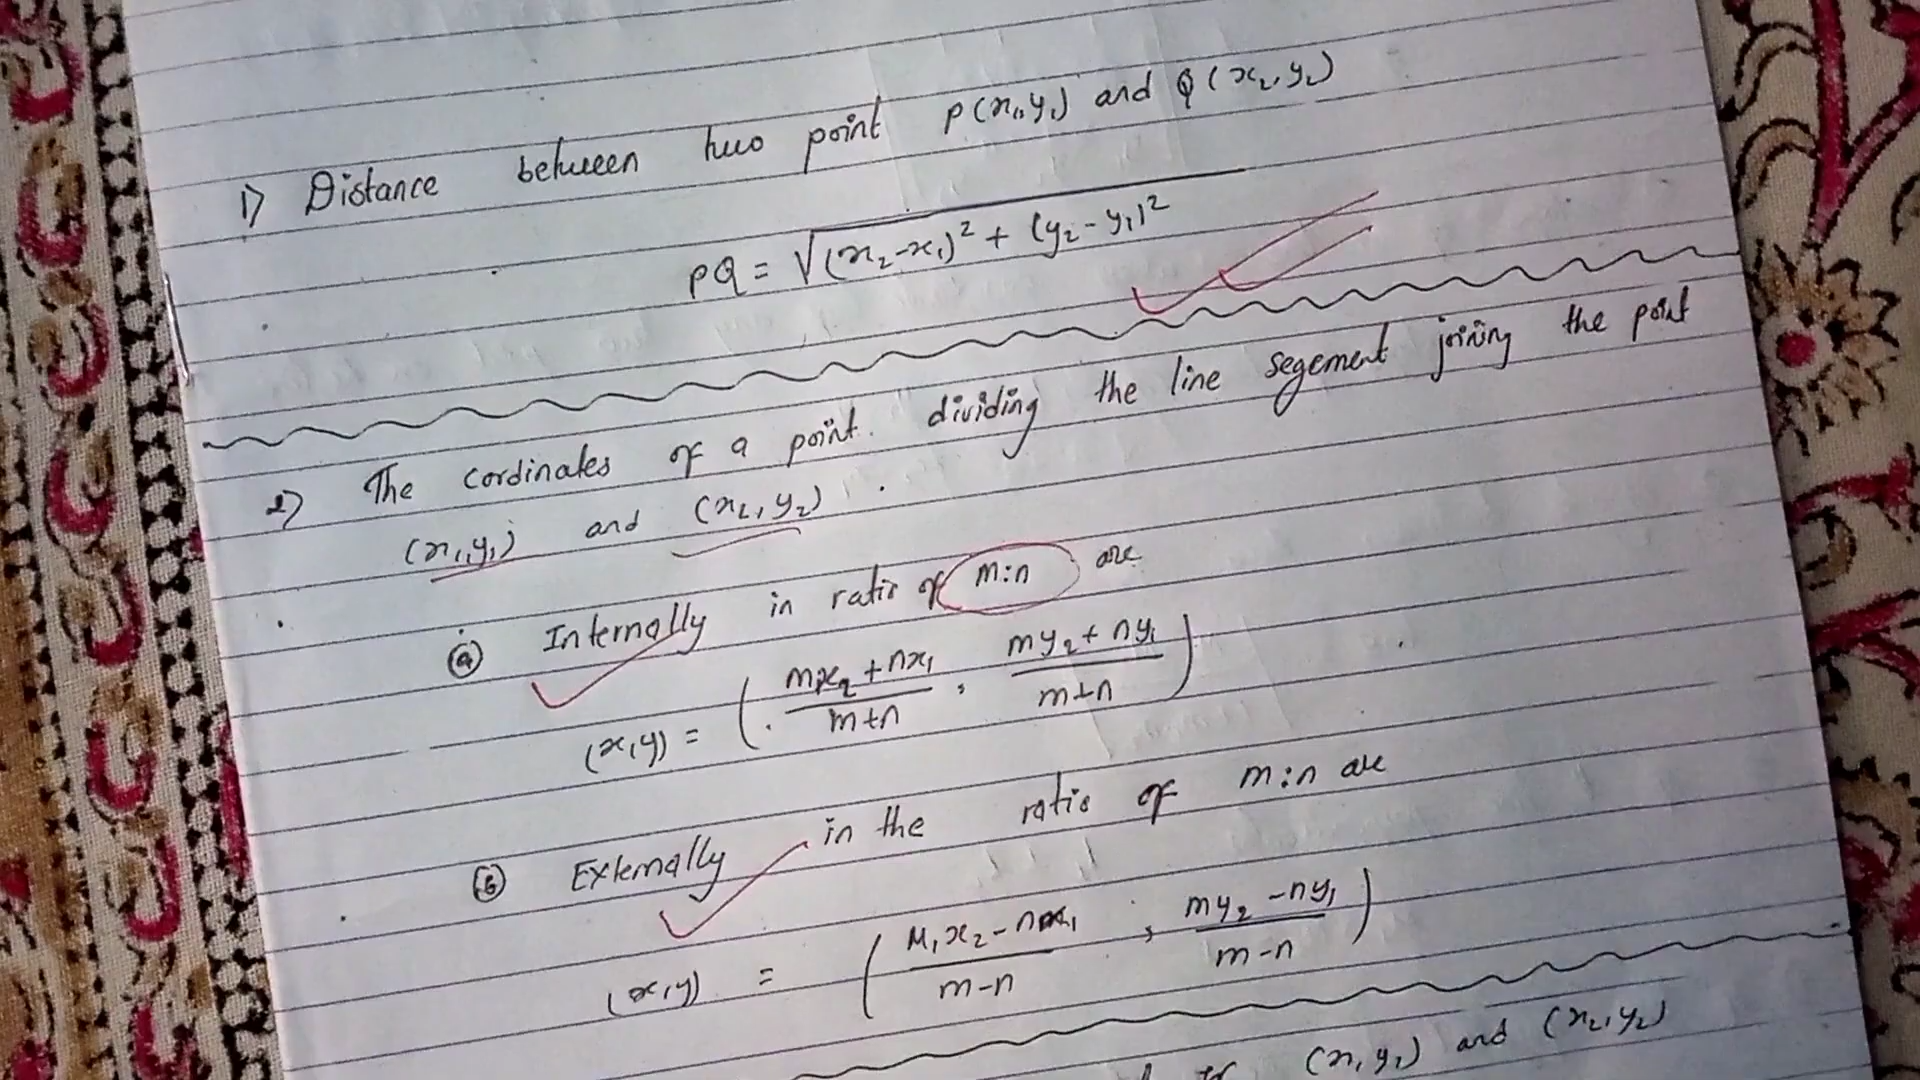 1) Distance between two point P(x₁,y₁) and Q(x₂,y₂)
PQ = √(x₂-x₁)² + (y₂-y₁)²
2) The cordinates of a point. dividing the line segement joining the point
(x₁,y₁) and (x₂,y₂).
(a) Internally in ratio of m:n are
(x,y) = (mx₂+nx₁/m+n, my₂+ny₁/m+n)
(b) Externally in the ratio of m:n are
(x,y) = (M₁x₂-nx₁/m-n, my₂-ny₁/m-n)
(x₁,y₁) and (x₂,y₂)